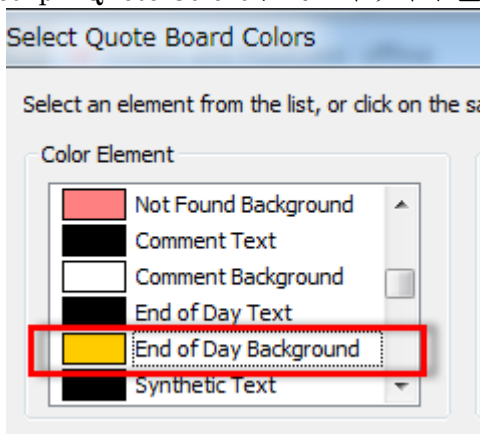 Select Quote Board Colors
Select an element from the list, or click on the sa
Color Element
Not Found Background
Comment Text
Comment Background
End of Day Text
End of Day Background
Synthetic Text